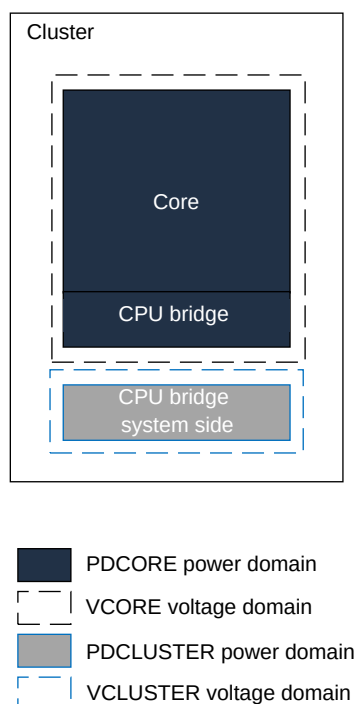 Cluster
Core
CPU bridge
CPU bridge
system side
PDCORE power domain
VCORE voltage domain
PDCLUSTER power domain
VCLUSTER voltage domain